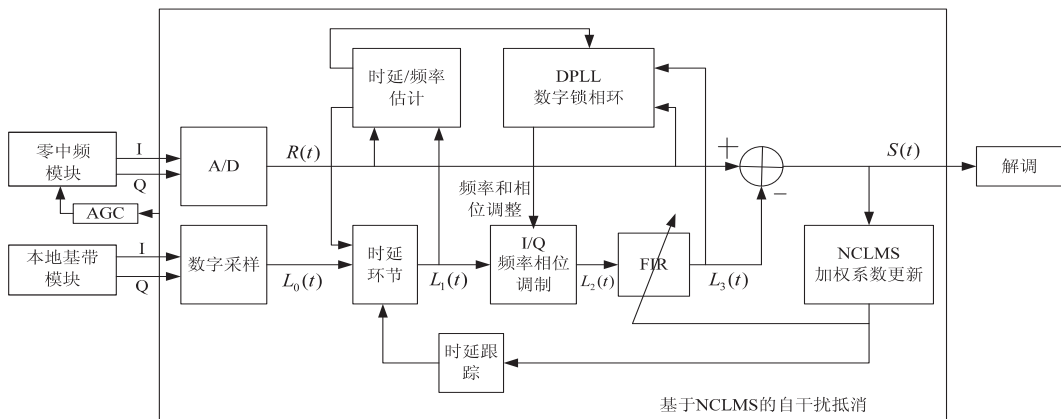 时延/频率
估计
DPLL
数字锁相环
零中频
模块
I
Q
A/D
R(t)
+
−
S(t)
解调
AGC
频率和相
位调整
本地基带
模块
I
Q
数字采样
L₀(t)
时延
环节
L₁(t)
I/Q
频率相位
调制
L₂(t)
FIR
L₃(t)
NCLMS
加权系数更新
时延跟
踪
基于NCLMS的自干扰抵消